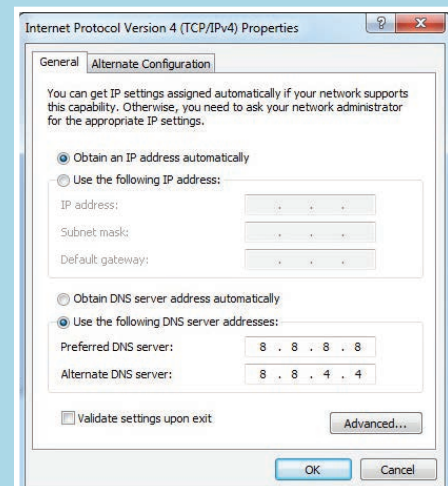 Internet Protocol Version 4 (TCP/IPv4) Properties
General
Alternate Configuration
You can get IP settings assigned automatically if your network supports
this capability. Otherwise, you need to ask your network administrator
for the appropriate IP settings.
Obtain an IP address automatically
Use the following IP address:
IP address: . . .
Subnet mask: . . .
Default gateway: . . .
Obtain DNS server address automatically
Use the following DNS server addresses:
Preferred DNS server: 8 . 8 . 8 . 8
Alternate DNS server: 8 . 8 . 4 . 4
Validate settings upon exit
Advanced...
OK Cancel